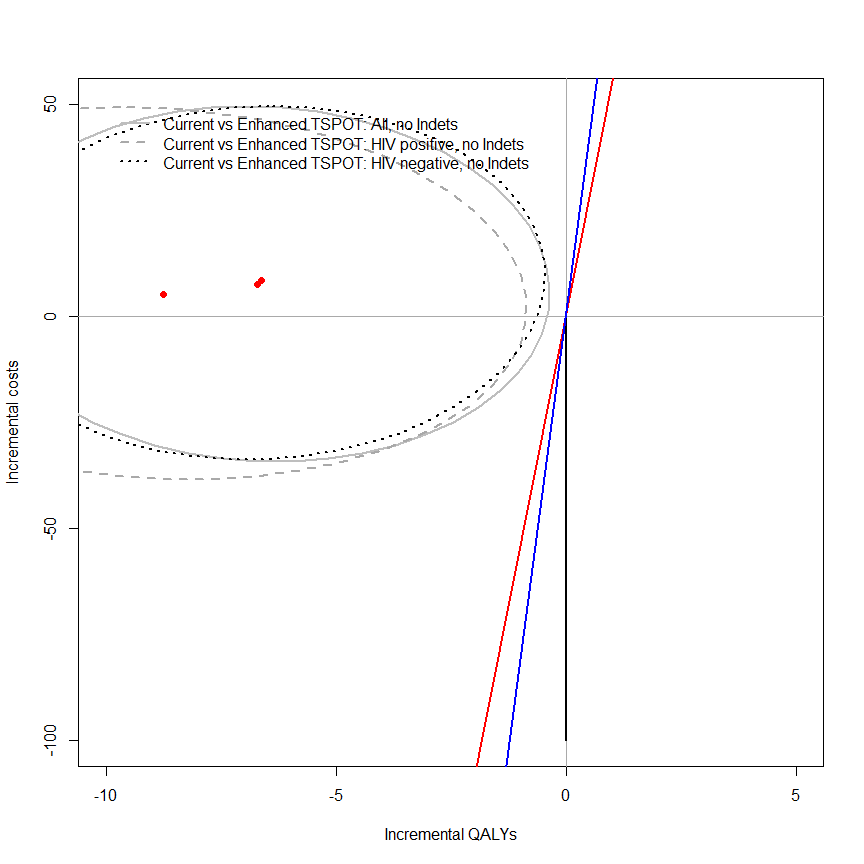 50
Current vs Enhanced TSPOT: All, no Indets
Current vs Enhanced TSPOT: HIV positive, no Indets
Current vs Enhanced TSPOT: HIV negative, no Indets
0
Incremental costs
-50
-100
-10
-5
0
5
Incremental QALYs